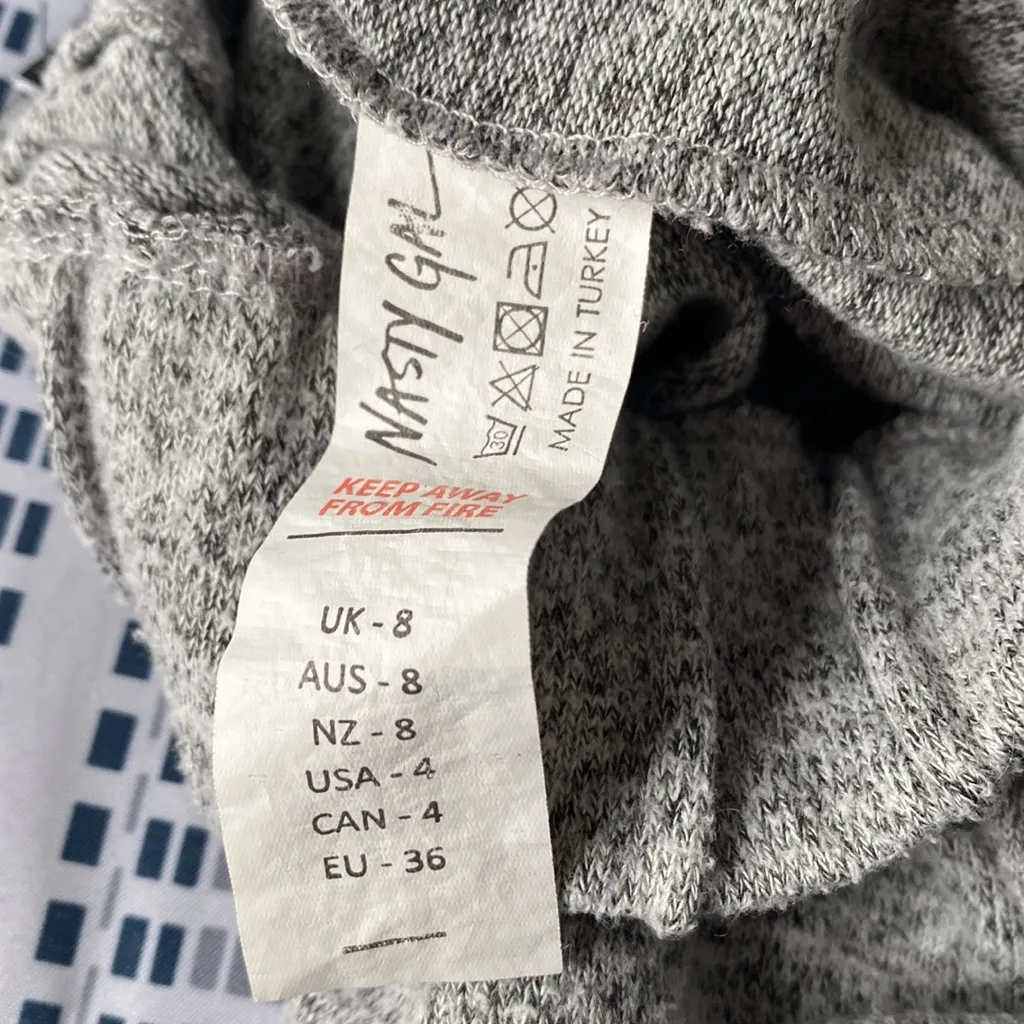 NASTY GAL
30
MADE IN TURKEY
KEEP AWAY
FROM FIRE
UK - 8
AUS - 8
NZ - 8
USA - 4
CAN - 4
EU - 36